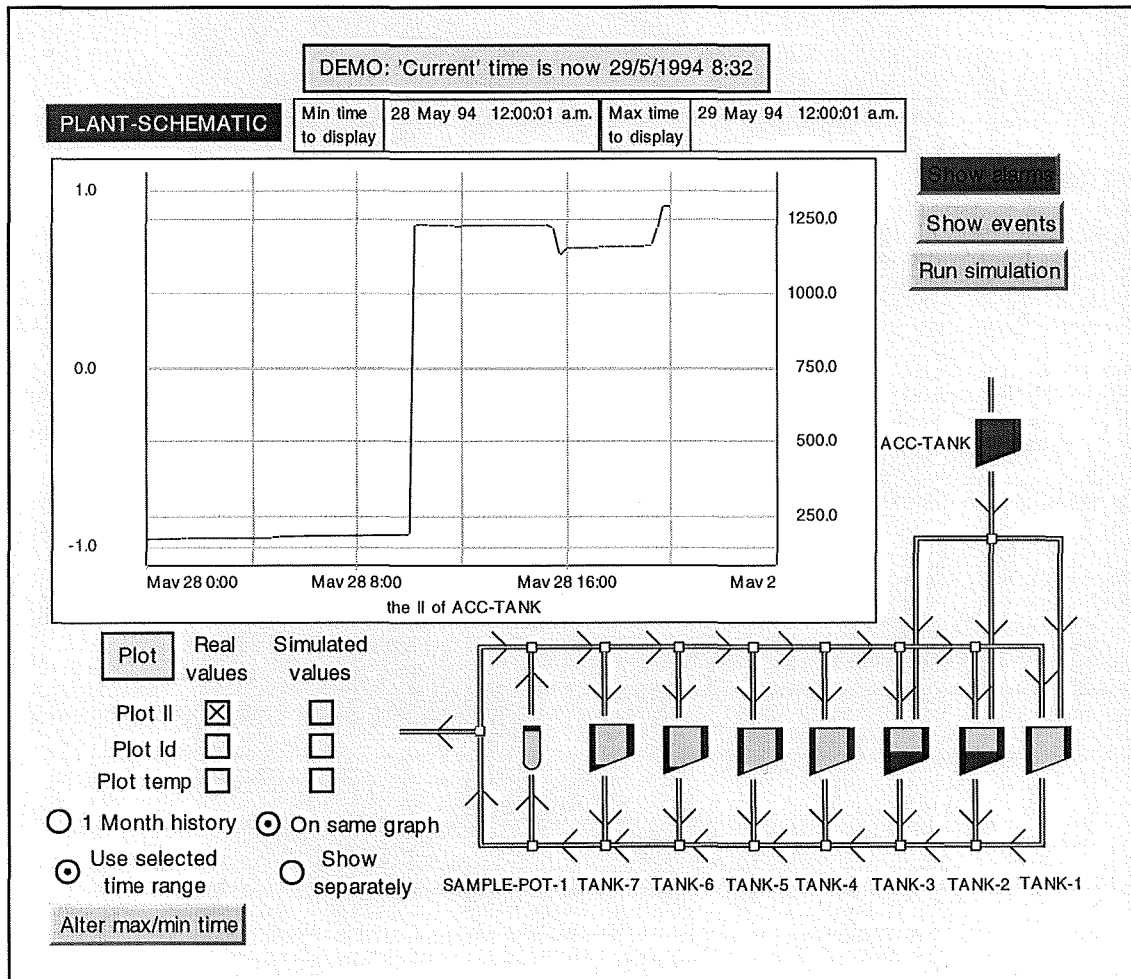 DEMO: 'Current' time is now 29/5/1994 8:32
PLANT-SCHEMATIC
Min time
to display
28 May 94 12:00:01 a.m.
Max time
to display
29 May 94 12:00:01 a.m.
Show alarms
Show events
Run simulation
1.0
0.0
-1.0
1250.0
1000.0
750.0
500.0
250.0
May 28 0:00
May 28 8:00
May 28 16:00
May 2
the ll of ACC-TANK
ACC-TANK
Plot
Real
values
Simulated
values
Plot ll
Plot ld
Plot temp
1 Month history
On same graph
Use selected
time range
Show
separately
Alter max/min time
SAMPLE-POT-1
TANK-7
TANK-6
TANK-5
TANK-4
TANK-3
TANK-2
TANK-1